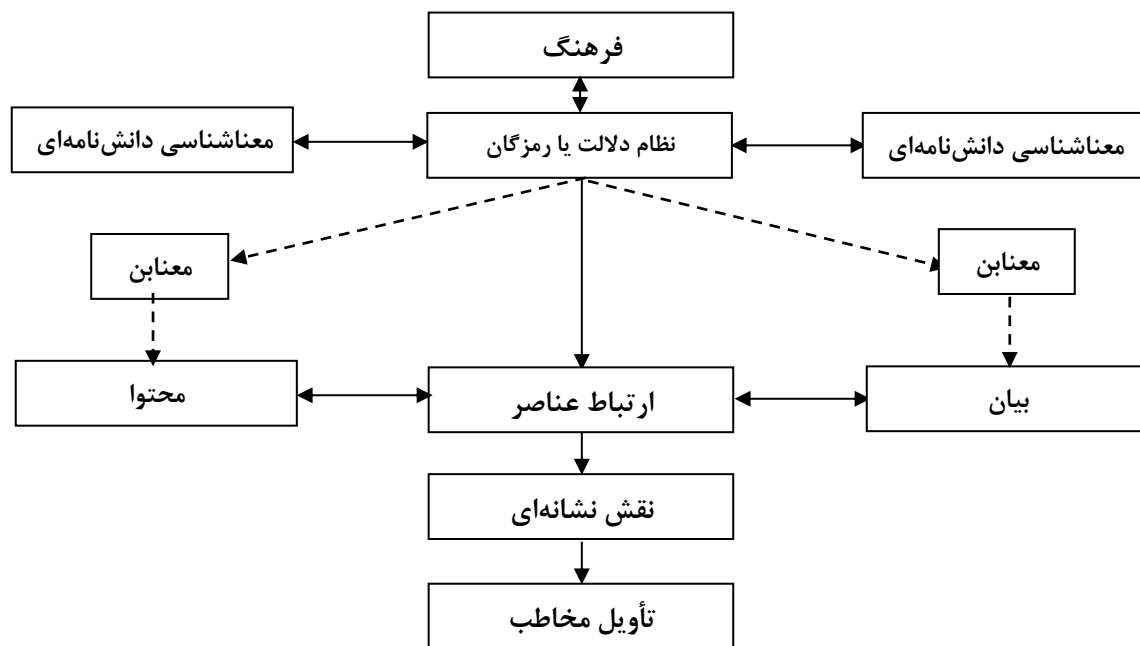 فرهنگ
معناشناسی دانش‌نامه‌ای
نظام دلالت یا رمزگان
معناشناسی دانش‌نامه‌ای
معنابن
معنابن
بیان
ارتباط عناصر
محتوا
نقش نشانه‌ای
تأویل مخاطب